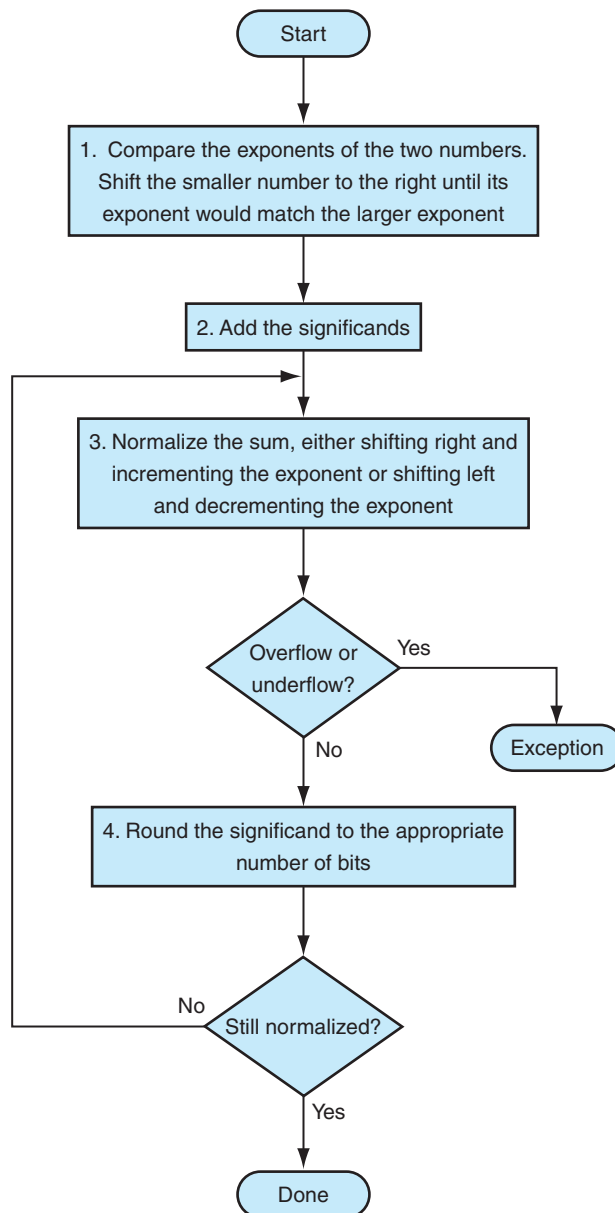 Start
1. Compare the exponents of the two numbers.
Shift the smaller number to the right until its
exponent would match the larger exponent
2. Add the significands
3. Normalize the sum, either shifting right and
incrementing the exponent or shifting left
and decrementing the exponent
Overflow or
underflow?
Yes
Exception
No
4. Round the significand to the appropriate
number of bits
No
Still normalized?
Yes
Done